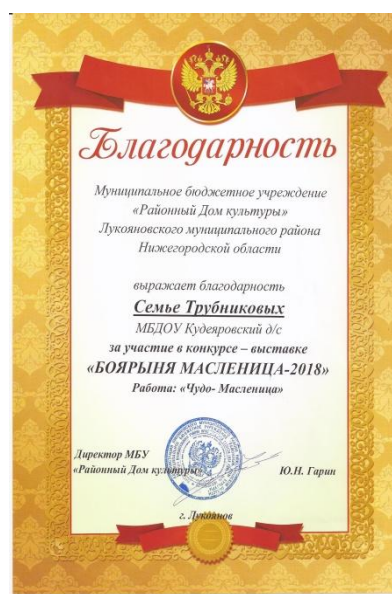 Благодарность
Муниципальное бюджетное учреждение
«Районный Дом культуры»
Лукояновского муниципального района
Нижегородской области
выражает благодарность
Семье Трубниковых
МБДОУ Кудеяровский д/с
за участие в конкурсе – выставке
«БОЯРЫНЯ МАСЛЕНИЦА-2018»
Работа: «Чудо- Масленица»
Директор МБУ
«Районный Дом культуры» Ю.Н. Гарин
г. Лукоянов